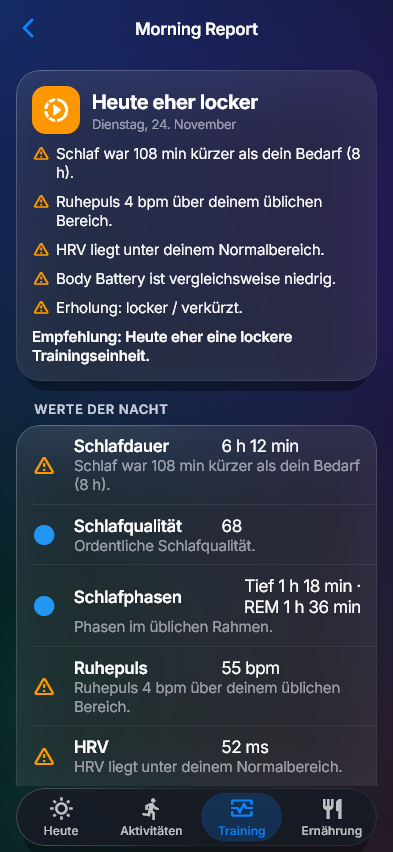 Morning Report
Heute eher locker
Dienstag, 24. November
Schlaf war 108 min kürzer als dein Bedarf (8
h).
Ruhepuls 4 bpm über deinem üblichen
Bereich.
HRV liegt unter deinem Normalbereich.
Body Battery ist vergleichsweise niedrig.
Erholung: locker / verkürzt.
Empfehlung: Heute eher eine lockere
Trainingseinheit.
WERTE DER NACHT
Schlafdauer 6 h 12 min
Schlaf war 108 min kürzer als dein Bedarf
(8 h).
Schlafqualität 68
Ordentliche Schlafqualität.
Schlafphasen Tief 1 h 18 min ·
REM 1 h 36 min
Phasen im üblichen Rahmen.
Ruhepuls 55 bpm
Ruhepuls 4 bpm über deinem üblichen
Bereich.
HRV 52 ms
HRV liegt unter deinem Normalbereich.
Heute Aktivitäten Training Ernährung